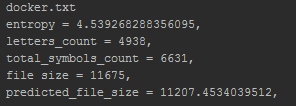 docker.txt
entropy = 4.539268288356095,
letters_count = 4938,
total_symbols_count = 6631,
file size = 11675,
predicted_file_size = 11207.4534039512,